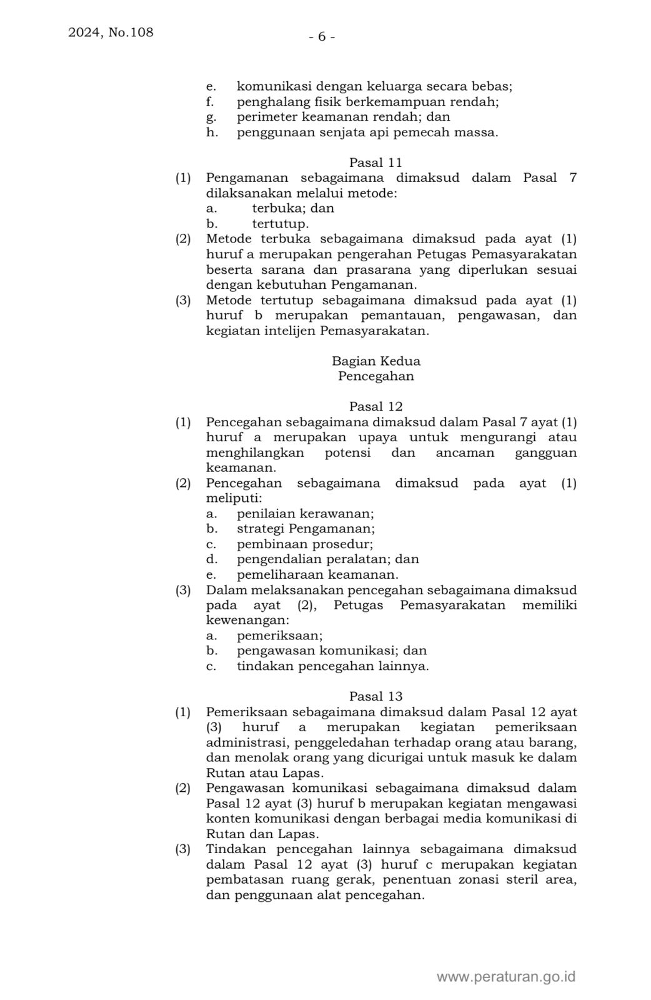 2024, No.108
- 6 -
e. komunikasi dengan keluarga secara bebas;
f. penghalang fisik berkemampuan rendah;
g. perimeter keamanan rendah; dan
h. penggunaan senjata api pemecah massa.
Pasal 11
(1) Pengamanan sebagaimana dimaksud dalam Pasal 7
dilaksanakan melalui metode:
a. terbuka; dan
b. tertutup.
(2) Metode terbuka sebagaimana dimaksud pada ayat (1)
huruf a merupakan pengerahan Petugas Pemasyarakatan
beserta sarana dan prasarana yang diperlukan sesuai
dengan kebutuhan Pengamanan.
(3) Metode tertutup sebagaimana dimaksud pada ayat (1)
huruf b merupakan pemantauan, pengawasan, dan
kegiatan intelijen Pemasyarakatan.
Bagian Kedua
Pencegahan
Pasal 12
(1) Pencegahan sebagaimana dimaksud dalam Pasal 7 ayat (1)
huruf a merupakan upaya untuk mengurangi atau
menghilangkan potensi dan ancaman gangguan
keamanan.
(2) Pencegahan sebagaimana dimaksud pada ayat (1)
meliputi:
a. penilaian kerawanan;
b. strategi Pengamanan;
c. pembinaan prosedur;
d. pengendalian peralatan; dan
e. pemeliharaan keamanan.
(3) Dalam melaksanakan pencegahan sebagaimana dimaksud
pada ayat (2), Petugas Pemasyarakatan memiliki
kewenangan:
a. pemeriksaan;
b. pengawasan komunikasi; dan
c. tindakan pencegahan lainnya.
Pasal 13
(1) Pemeriksaan sebagaimana dimaksud dalam Pasal 12 ayat
(3) huruf a merupakan kegiatan pemeriksaan
administrasi, penggeledahan terhadap orang atau barang,
dan menolak orang yang dicurigai untuk masuk ke dalam
Rutan atau Lapas.
(2) Pengawasan komunikasi sebagaimana dimaksud dalam
Pasal 12 ayat (3) huruf b merupakan kegiatan mengawasi
konten komunikasi dengan berbagai media komunikasi di
Rutan dan Lapas.
(3) Tindakan pencegahan lainnya sebagaimana dimaksud
dalam Pasal 12 ayat (3) huruf c merupakan kegiatan
pembatasan ruang gerak, penentuan zonasi steril area,
dan penggunaan alat pencegahan.
www.peraturan.go.id